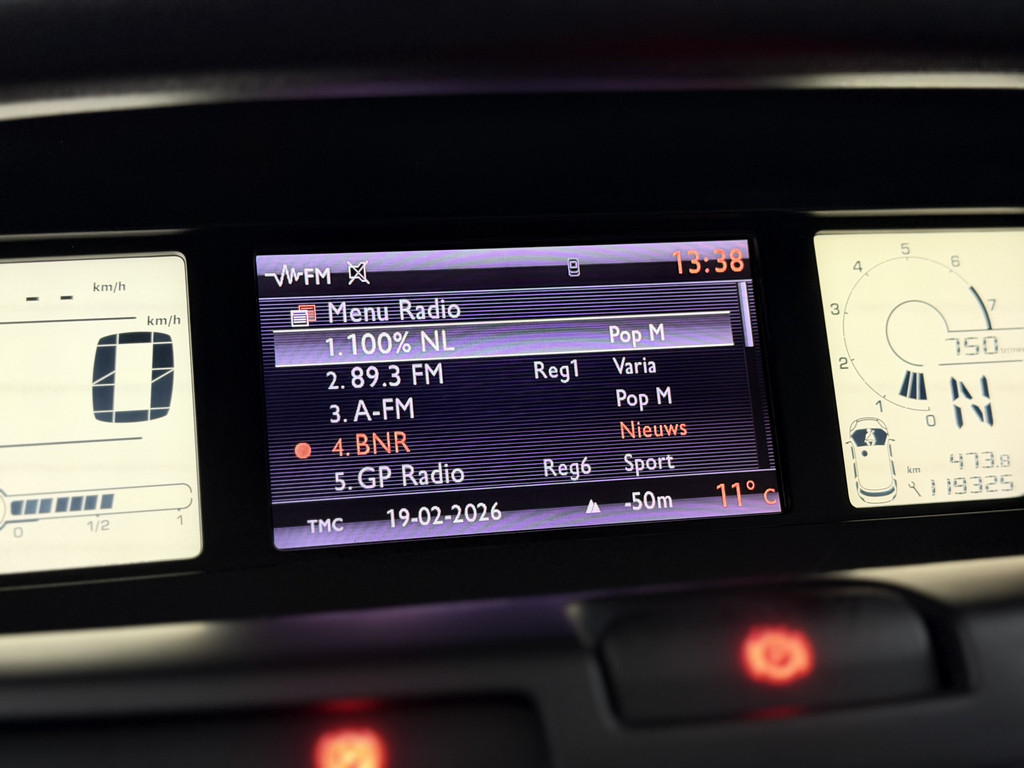 -- km/h
km/h
0
0 1/2 1
FM 13:38
Menu Radio
1. 100% NL Pop M
2. 89.3 FM Reg1 Varia
3. A-FM Pop M
4. BNR Nieuws
5. GP Radio Reg6 Sport
TMC 19-02-2026 -50m 11° C
0 1 2 3 4 5 6 7
750
N
km 473.8
119325